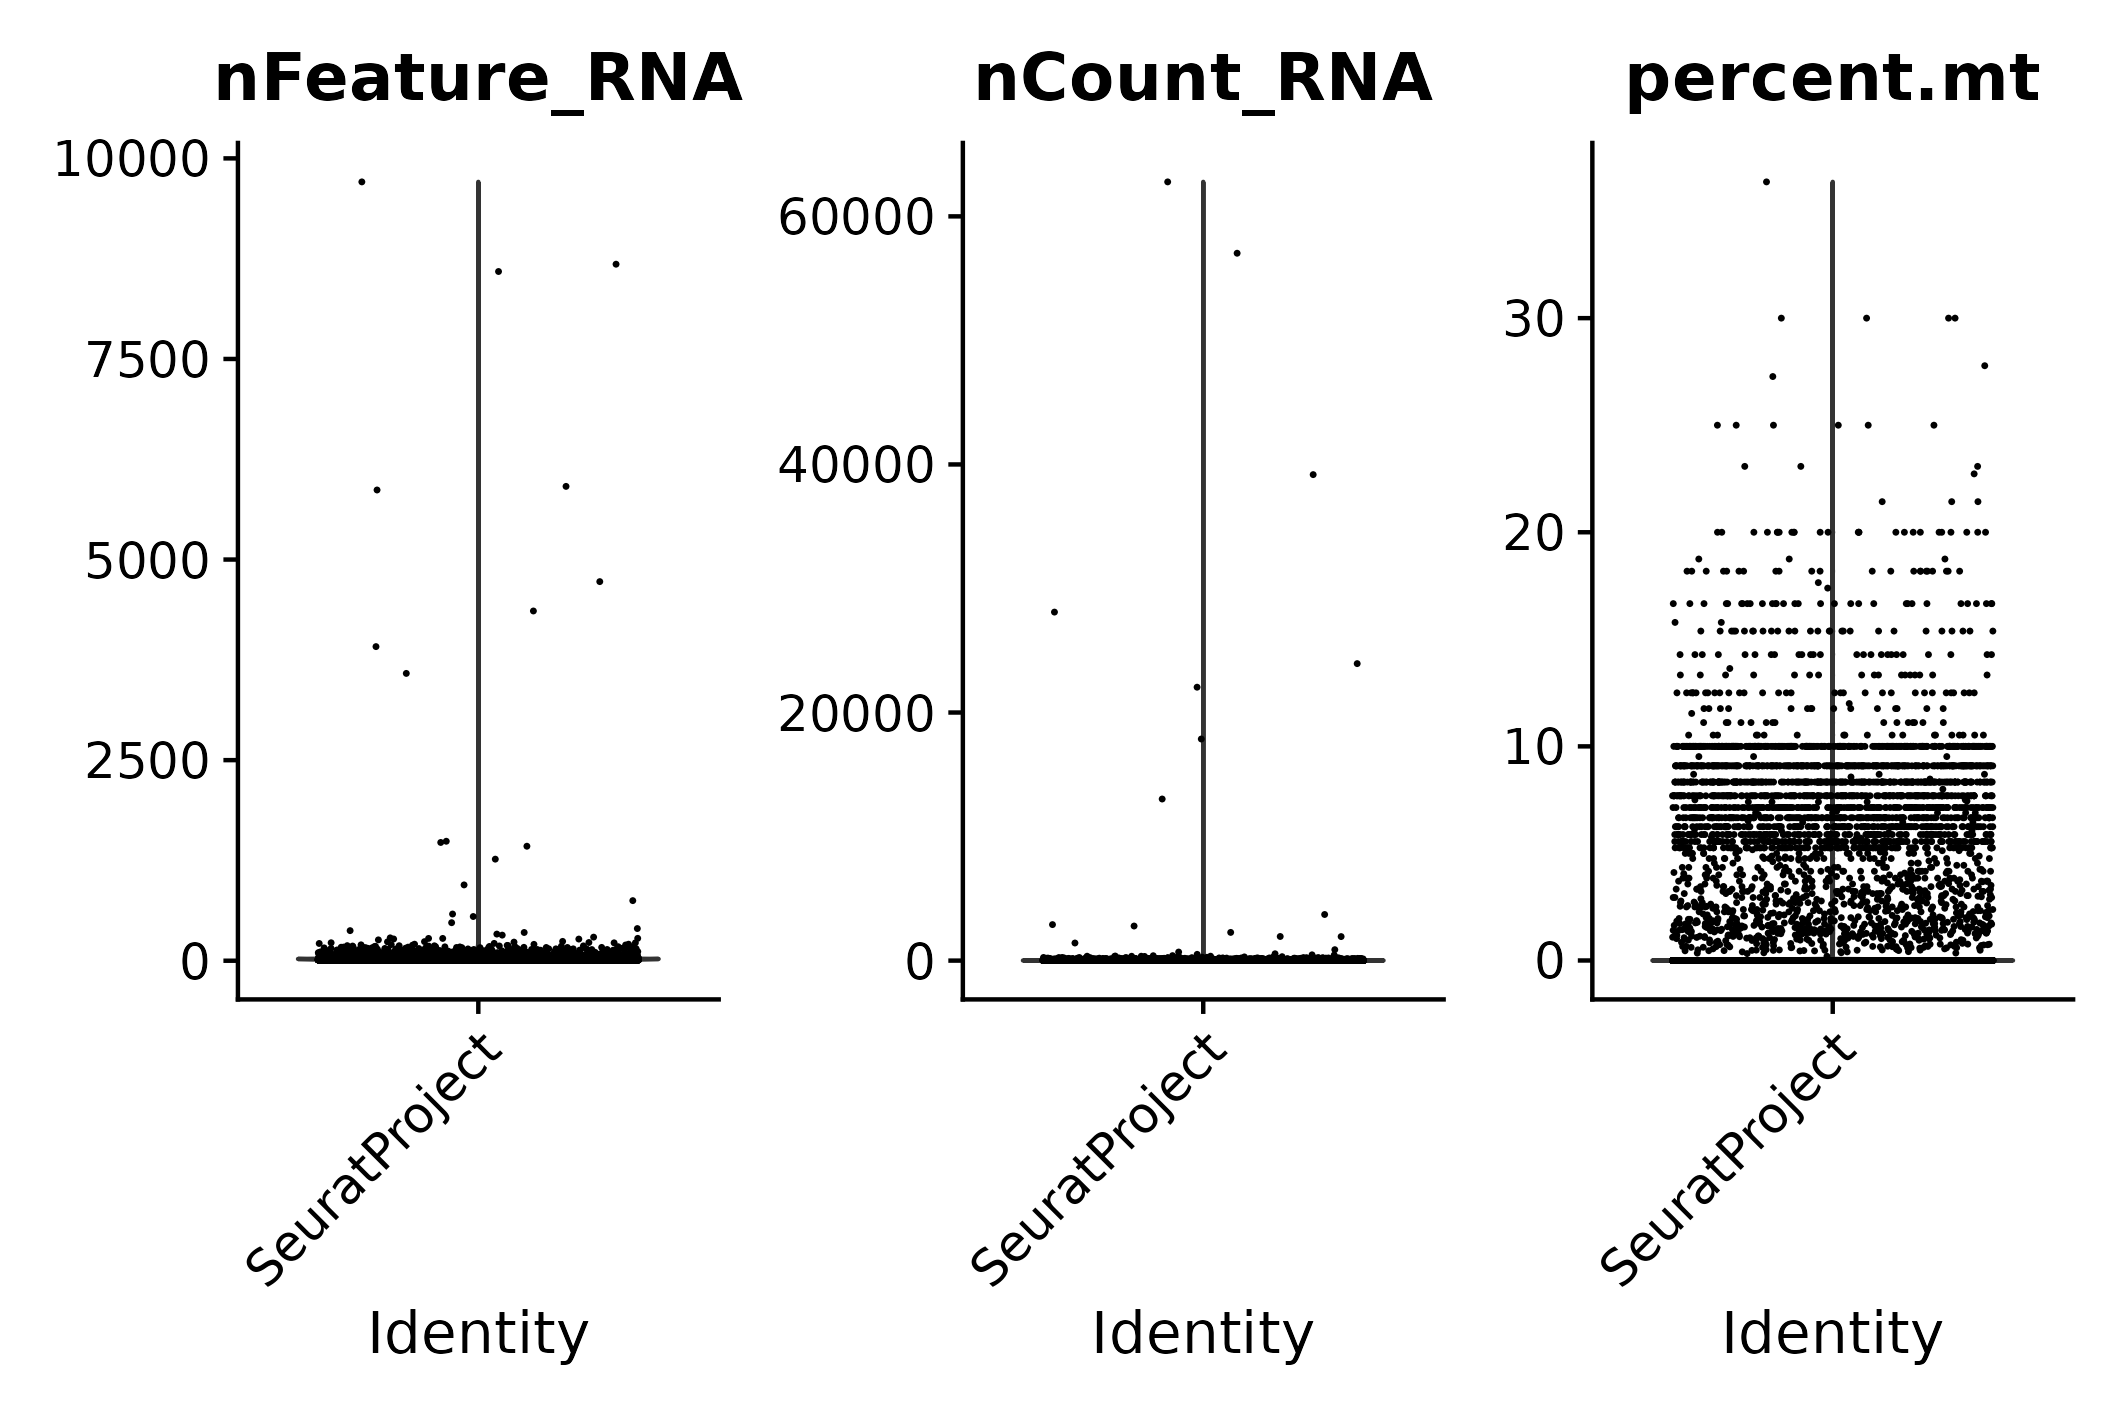 nFeature_RNA
10000
7500
5000
2500
0
SeuratProject
Identity
nCount_RNA
60000
40000
20000
0
SeuratProject
Identity
percent.mt
30
20
10
0
SeuratProject
Identity